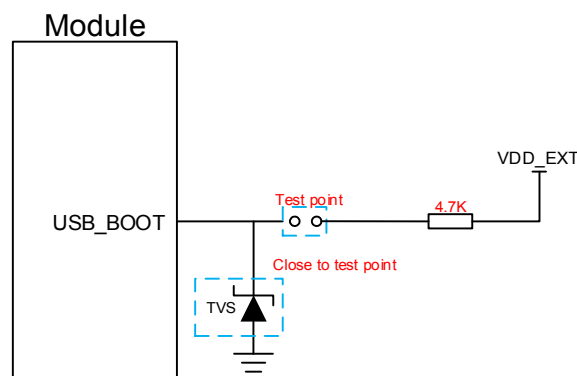 Module
VDD_EXT
Test point
4.7K
USB_BOOT
Close to test point
TVS